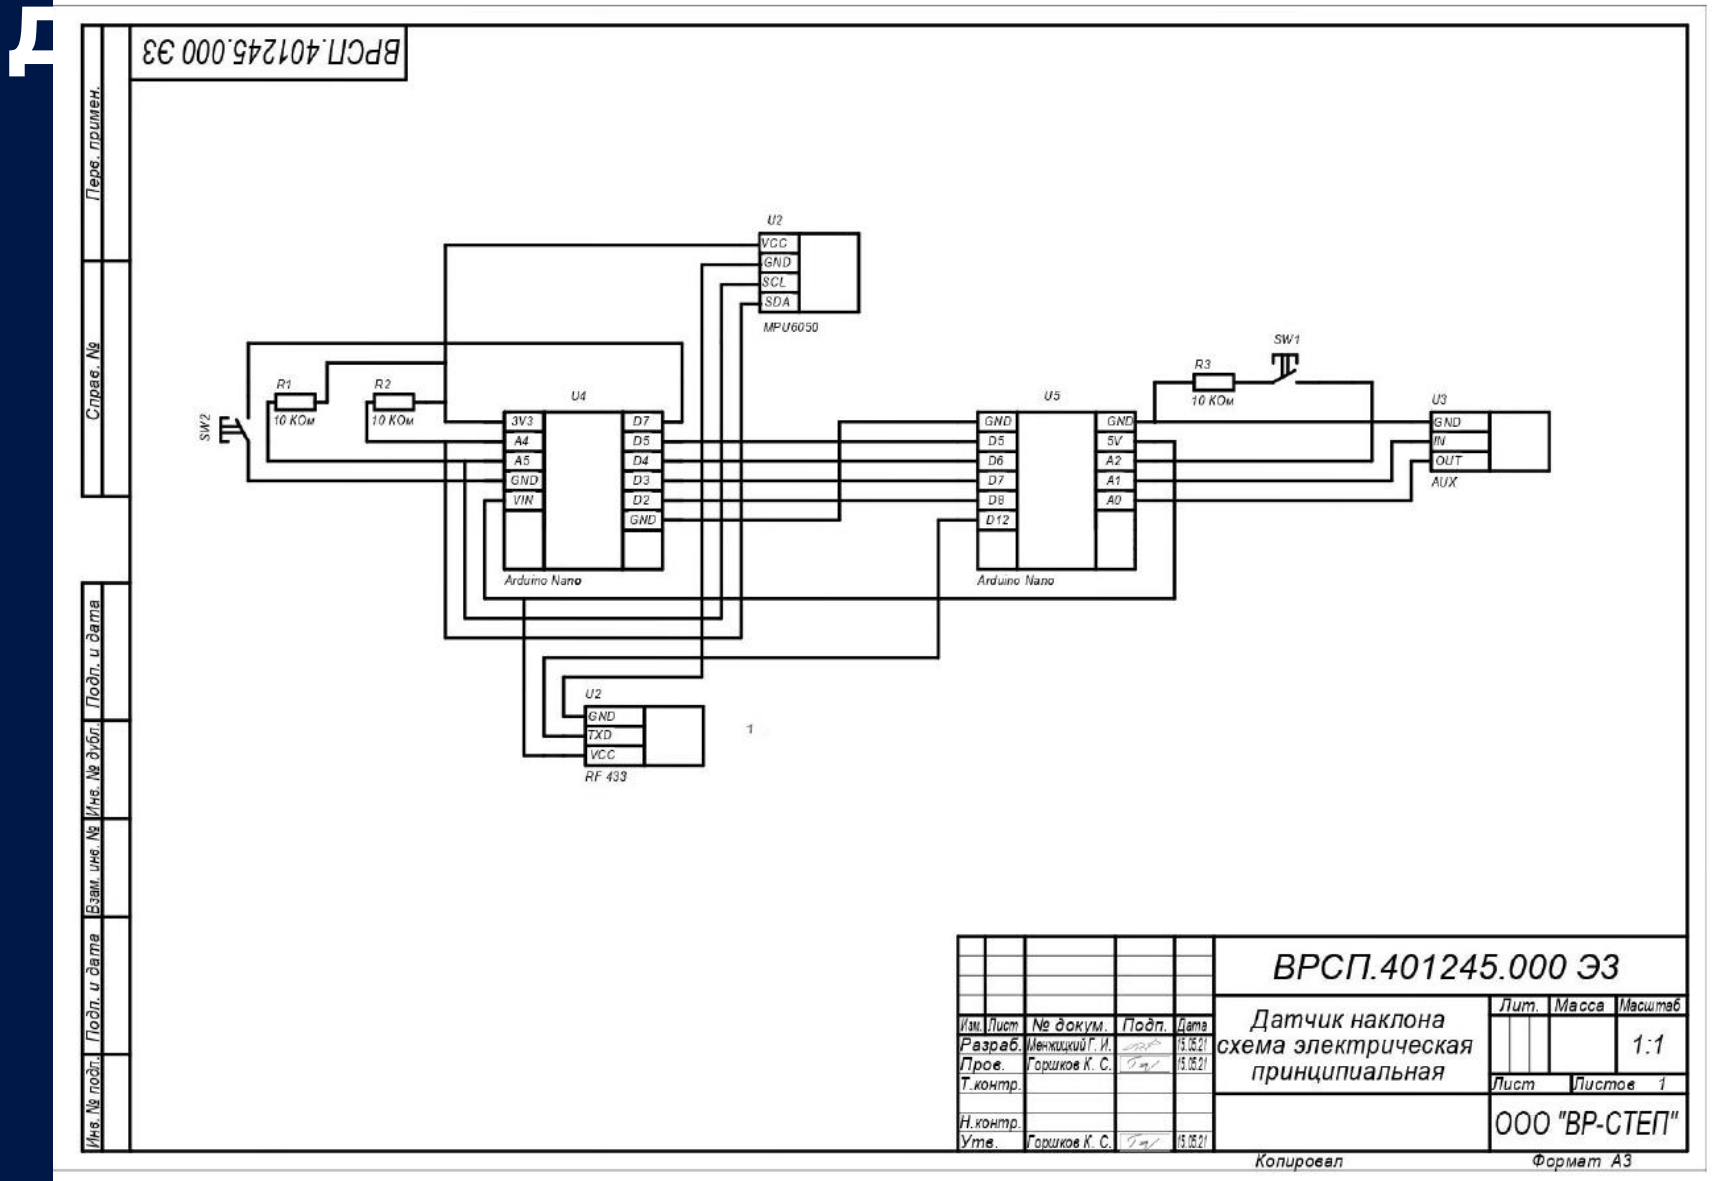 Д
ВРСП.401245.000 ЭЗ
Перв. примен.
Справ. №
Подп. и дата
Инв. № дубл.
Взам. инв. №
Подп. и дата
Инв. № подл.
U2
VCC
GND
SCL
SDA
MPU6050
SW2
R1
10 КОм
R2
10 КОм
U4
3V3
A4
A5
GND
VIN
D7
D5
D4
D3
D2
GND
Arduino Nano
U5
GND
D5
D6
D7
D8
D12
GND
5V
A2
A1
A0
Arduino Nano
R3
10 КОм
SW1
U3
GND
IN
OUT
AUX
U2
GND
TXD
VCC
RF 433
1
ВРСП.401245.000 ЭЗ
Датчик наклона
схема электрическая
принципиальная
Лит. Масса Масштаб
1:1
Лист Листов 1
ООО "ВР-СТЕП"
Изм. Лист № докум. Подп. Дата
Разраб. Менжицкий Г. И. 15.05.21
Пров. Горшков К. С. 15.05.21
Т.контр.
Н.контр.
Утв. Горшков К. С. 15.05.21
Копировал Формат А3